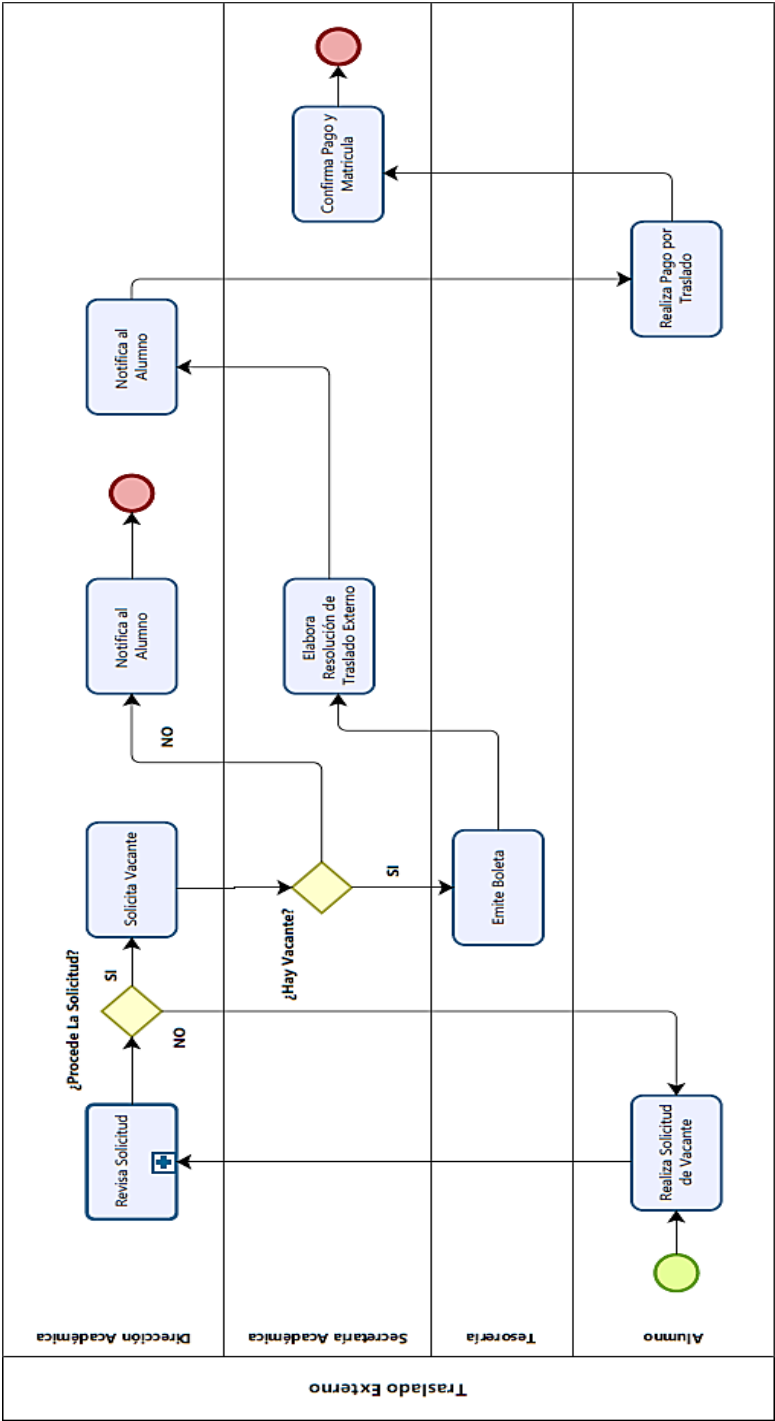 Traslado Externo
Dirección Académica
Secretaría Académica
Tesorería
Alumno
Revisa Solicitud
¿Procede La Solicitud?
SI
NO
Solicita Vacante
¿Hay Vacante?
NO
SI
Notifica al
Alumno
Notifica al
Alumno
Elabora
Resolución de
Traslado Externo
Confirma Pago y
Matricula
Emite Boleta
Realiza Solicitud
de Vacante
Realiza Pago por
Traslado